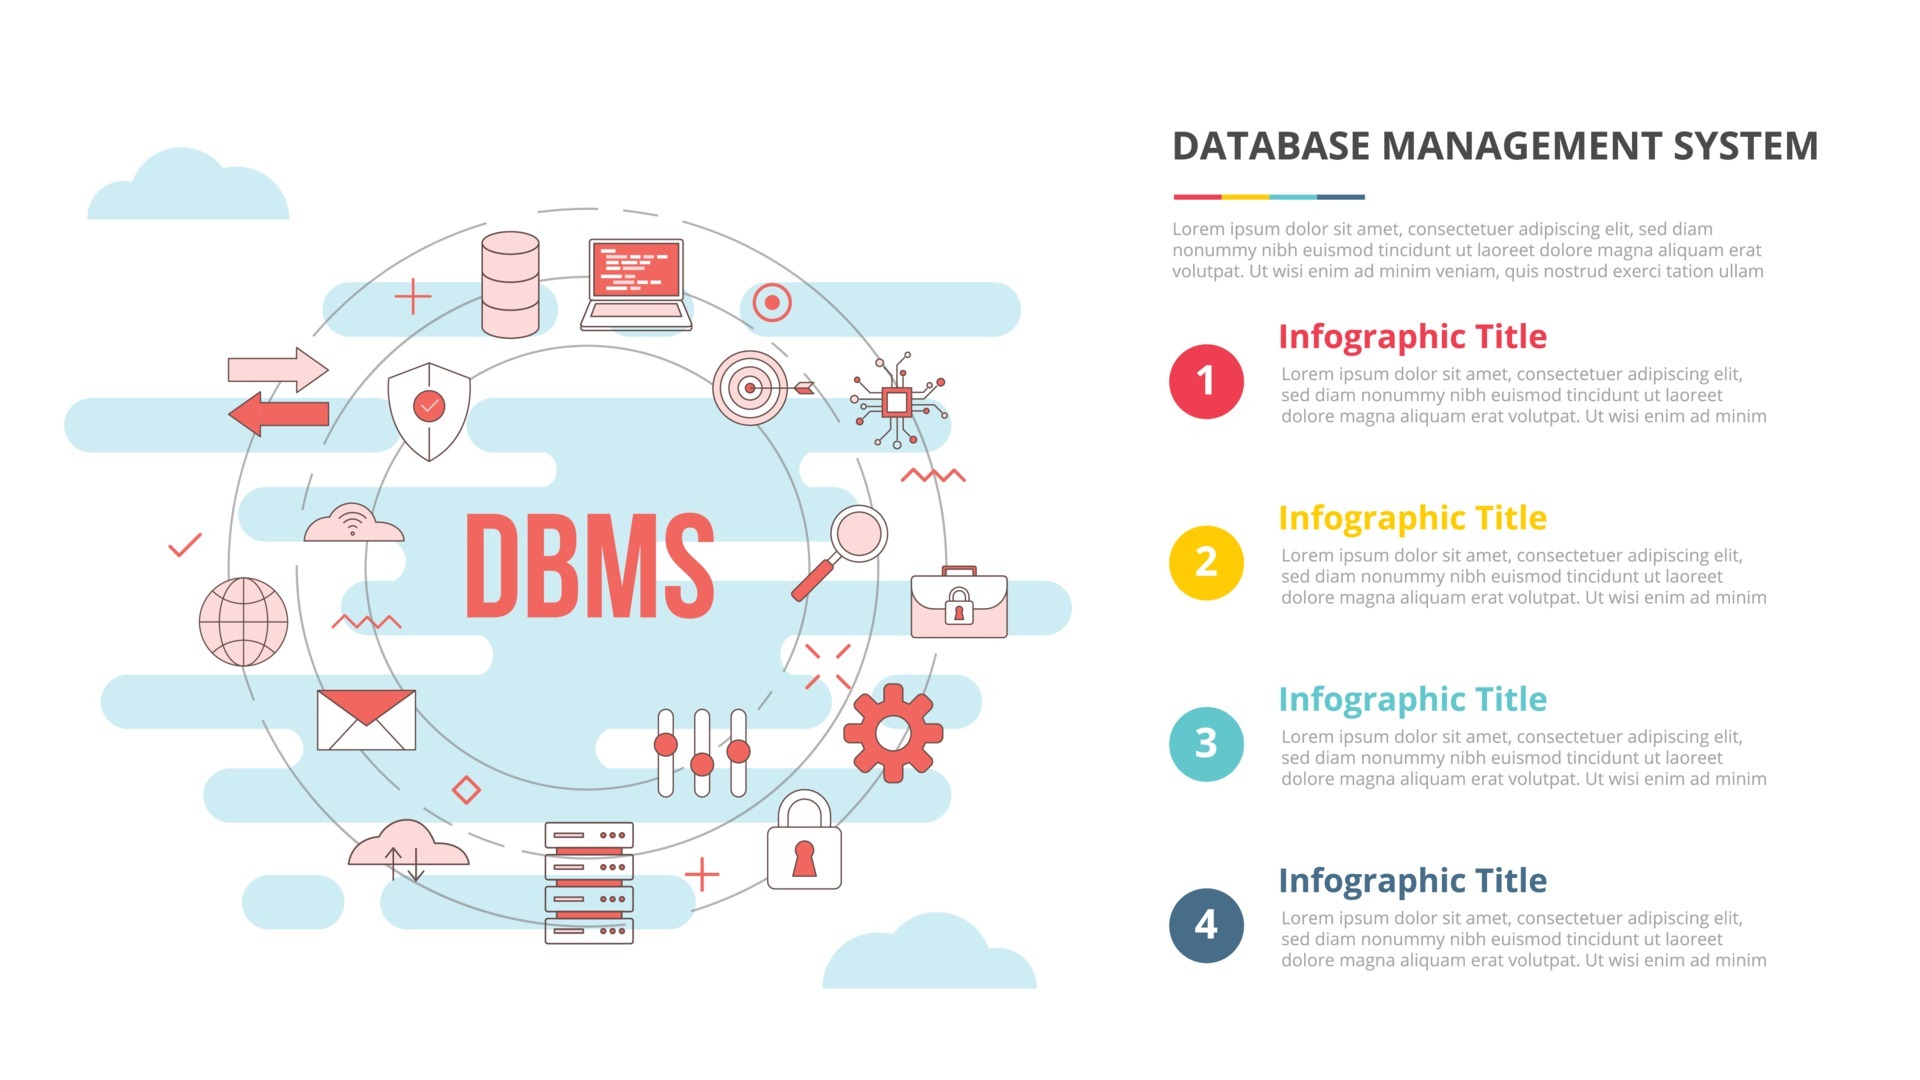 DBMS
DATABASE MANAGEMENT SYSTEM
Lorem ipsum dolor sit amet, consectetuer adipiscing elit, sed diam
nonummy nibh euismod tincidunt ut laoreet dolore magna aliquam erat
volutpat. Ut wisi enim ad minim veniam, quis nostrud exerci tation ullam
1
Infographic Title
Lorem ipsum dolor sit amet, consectetuer adipiscing elit,
sed diam nonummy nibh euismod tincidunt ut laoreet
dolore magna aliquam erat volutpat. Ut wisi enim ad minim
2
Infographic Title
Lorem ipsum dolor sit amet, consectetuer adipiscing elit,
sed diam nonummy nibh euismod tincidunt ut laoreet
dolore magna aliquam erat volutpat. Ut wisi enim ad minim
3
Infographic Title
Lorem ipsum dolor sit amet, consectetuer adipiscing elit,
sed diam nonummy nibh euismod tincidunt ut laoreet
dolore magna aliquam erat volutpat. Ut wisi enim ad minim
4
Infographic Title
Lorem ipsum dolor sit amet, consectetuer adipiscing elit,
sed diam nonummy nibh euismod tincidunt ut laoreet
dolore magna aliquam erat volutpat. Ut wisi enim ad minim